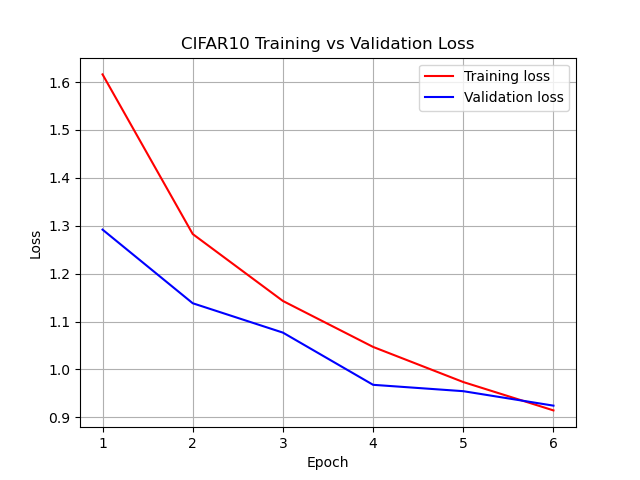 CIFAR10 Training vs Validation Loss
Training loss
Validation loss
1.6
1.5
1.4
1.3
1.2
1.1
1.0
0.9
Loss
1 2 3 4 5 6
Epoch